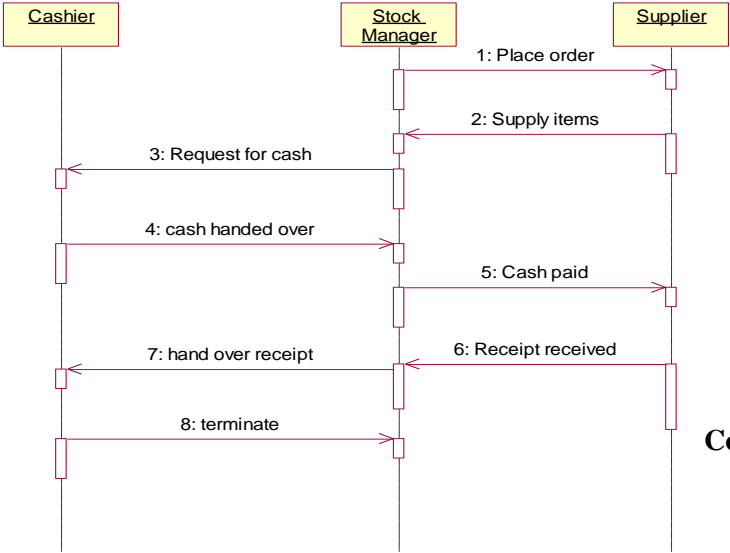 Cashier
Stock
Manager
Supplier
1: Place order
2: Supply items
3: Request for cash
4: cash handed over
5: Cash paid
6: Receipt received
7: hand over receipt
8: terminate